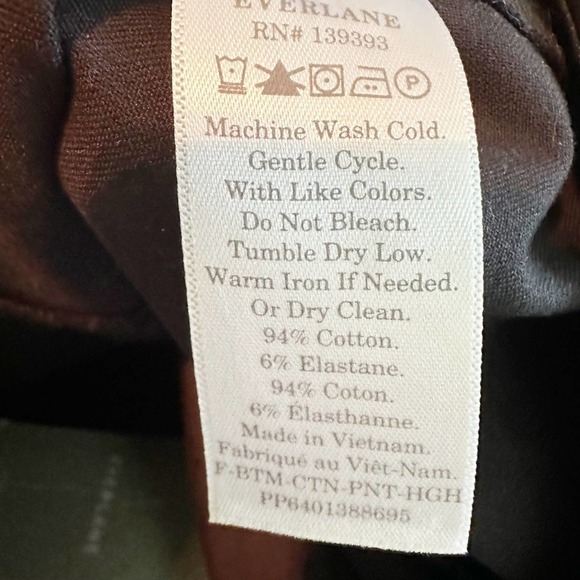 EVERLANE
RN# 139393
P
Machine Wash Cold.
Gentle Cycle.
With Like Colors.
Do Not Bleach.
Tumble Dry Low.
Warm Iron If Needed.
Or Dry Clean.
94% Cotton.
6% Elastane.
94% Coton.
6% Elasthanne.
Made in Vietnam.
Fabriqué au Viêt-Nam.
F-BTM-CTN-PNT-HGH
PP6401388695